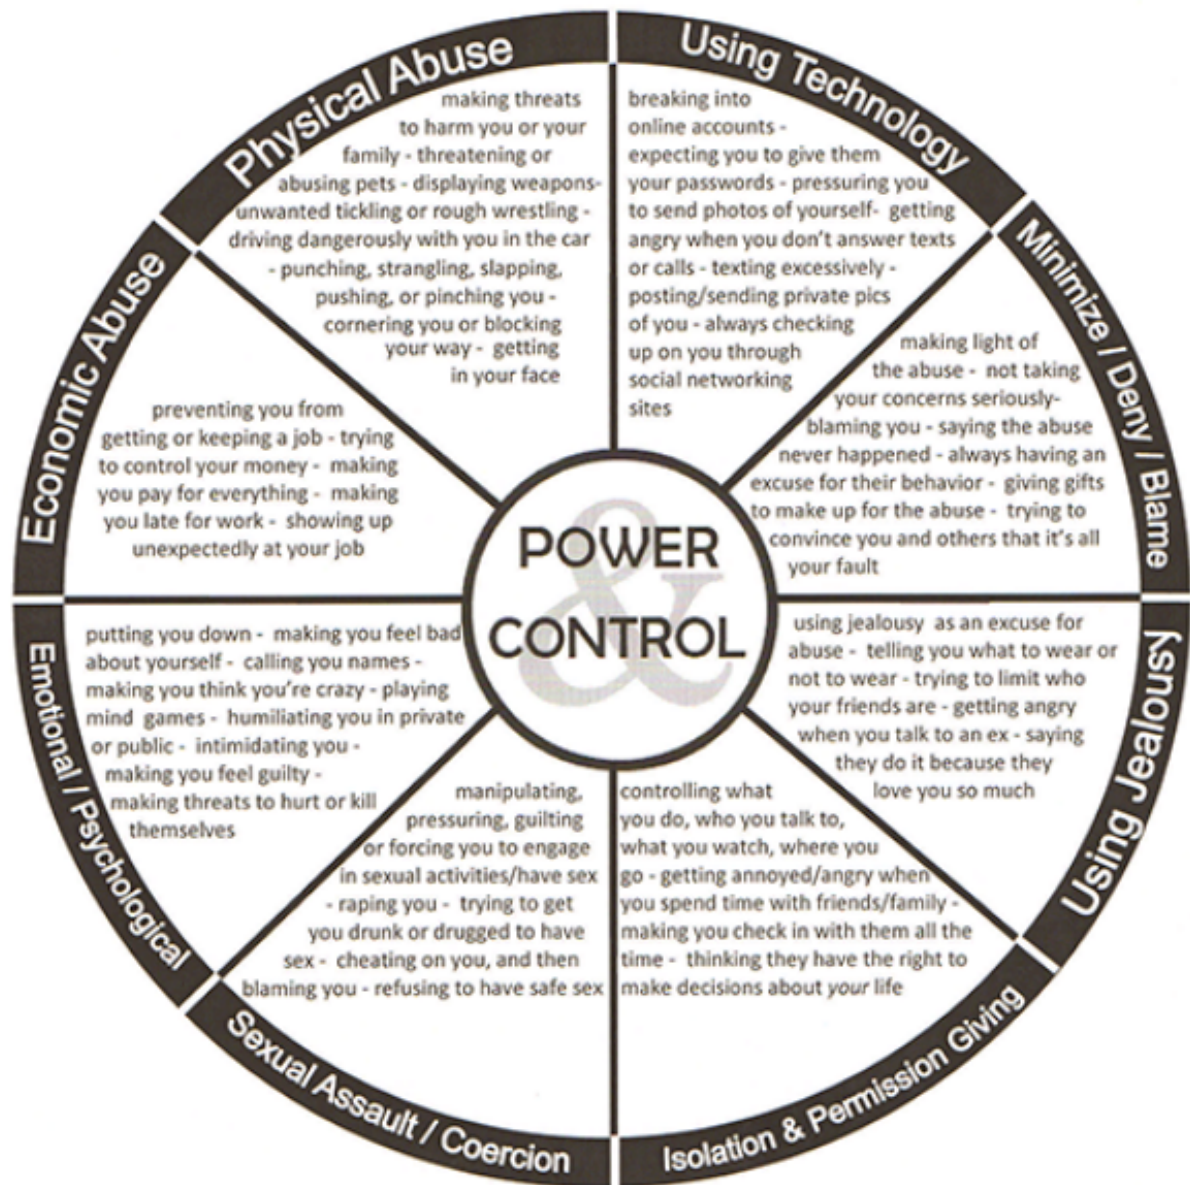 Physical Abuse
making threats
to harm you or your
family - threatening or
abusing pets - displaying weapons-
unwanted tickling or rough wrestling -
driving dangerously with you in the car
- punching, strangling, slapping,
pushing, or pinching you -
cornering you or blocking
your way - getting
in your face
Using Technology
breaking into
online accounts -
expecting you to give them
your passwords - pressuring you
to send photos of yourself- getting
angry when you don't answer texts
or calls - texting excessively -
posting/sending private pics
of you - always checking
up on you through
social networking
sites
Minimize / Deny / Blame
making light of
the abuse - not taking
your concerns seriously-
blaming you - saying the abuse
never happened - always having an
excuse for their behavior - giving gifts
to make up for the abuse - trying to
convince you and others that it's all
your fault
Using Jealousy
using jealousy as an excuse for
abuse - telling you what to wear or
not to wear - trying to limit who
your friends are - getting angry
when you talk to an ex - saying
they do it because they
love you so much
Isolation & Permission Giving
controlling what
you do, who you talk to,
what you watch, where you
go - getting annoyed/angry when
you spend time with friends/family -
making you check in with them all the
time - thinking they have the right to
make decisions about your life
Sexual Assault / Coercion
manipulating,
pressuring, guilting
or forcing you to engage
in sexual activities/have sex
- raping you - trying to get
you drunk or drugged to have
sex - cheating on you, and then
blaming you - refusing to have safe sex
Emotional / Psychological
putting you down - making you feel bad
about yourself - calling you names -
making you think you're crazy - playing
mind games - humiliating you in private
or public - intimidating you -
making you feel guilty -
making threats to hurt or kill
themselves
Economic Abuse
preventing you from
getting or keeping a job - trying
to control your money - making
you pay for everything - making
you late for work - showing up
unexpectedly at your job
POWER
&
CONTROL